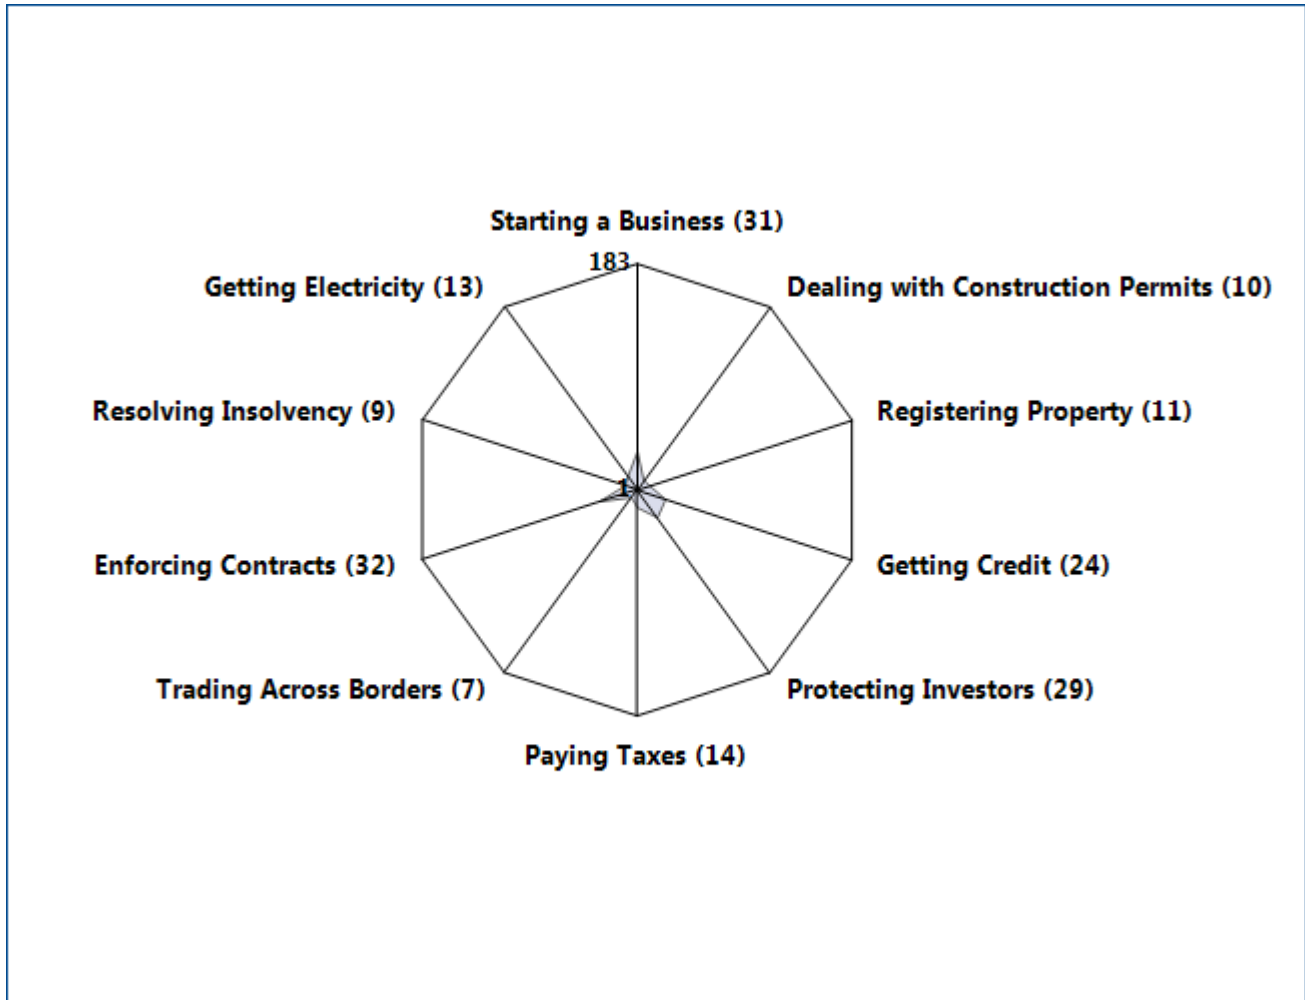 Starting a Business (31)
183
Getting Electricity (13)
Dealing with Construction Permits (10)
Resolving Insolvency (9)
Registering Property (11)
1
Enforcing Contracts (32)
Getting Credit (24)
Trading Across Borders (7)
Protecting Investors (29)
Paying Taxes (14)